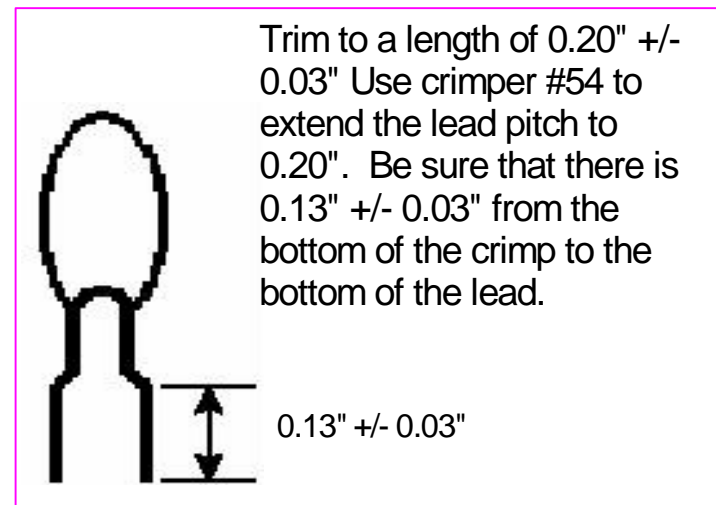 Trim to a length of 0.20" +/-
0.03" Use crimper #54 to
extend the lead pitch to
0.20".  Be sure that there is
0.13" +/- 0.03" from the
bottom of the crimp to the
bottom of the lead.
0.13" +/- 0.03"